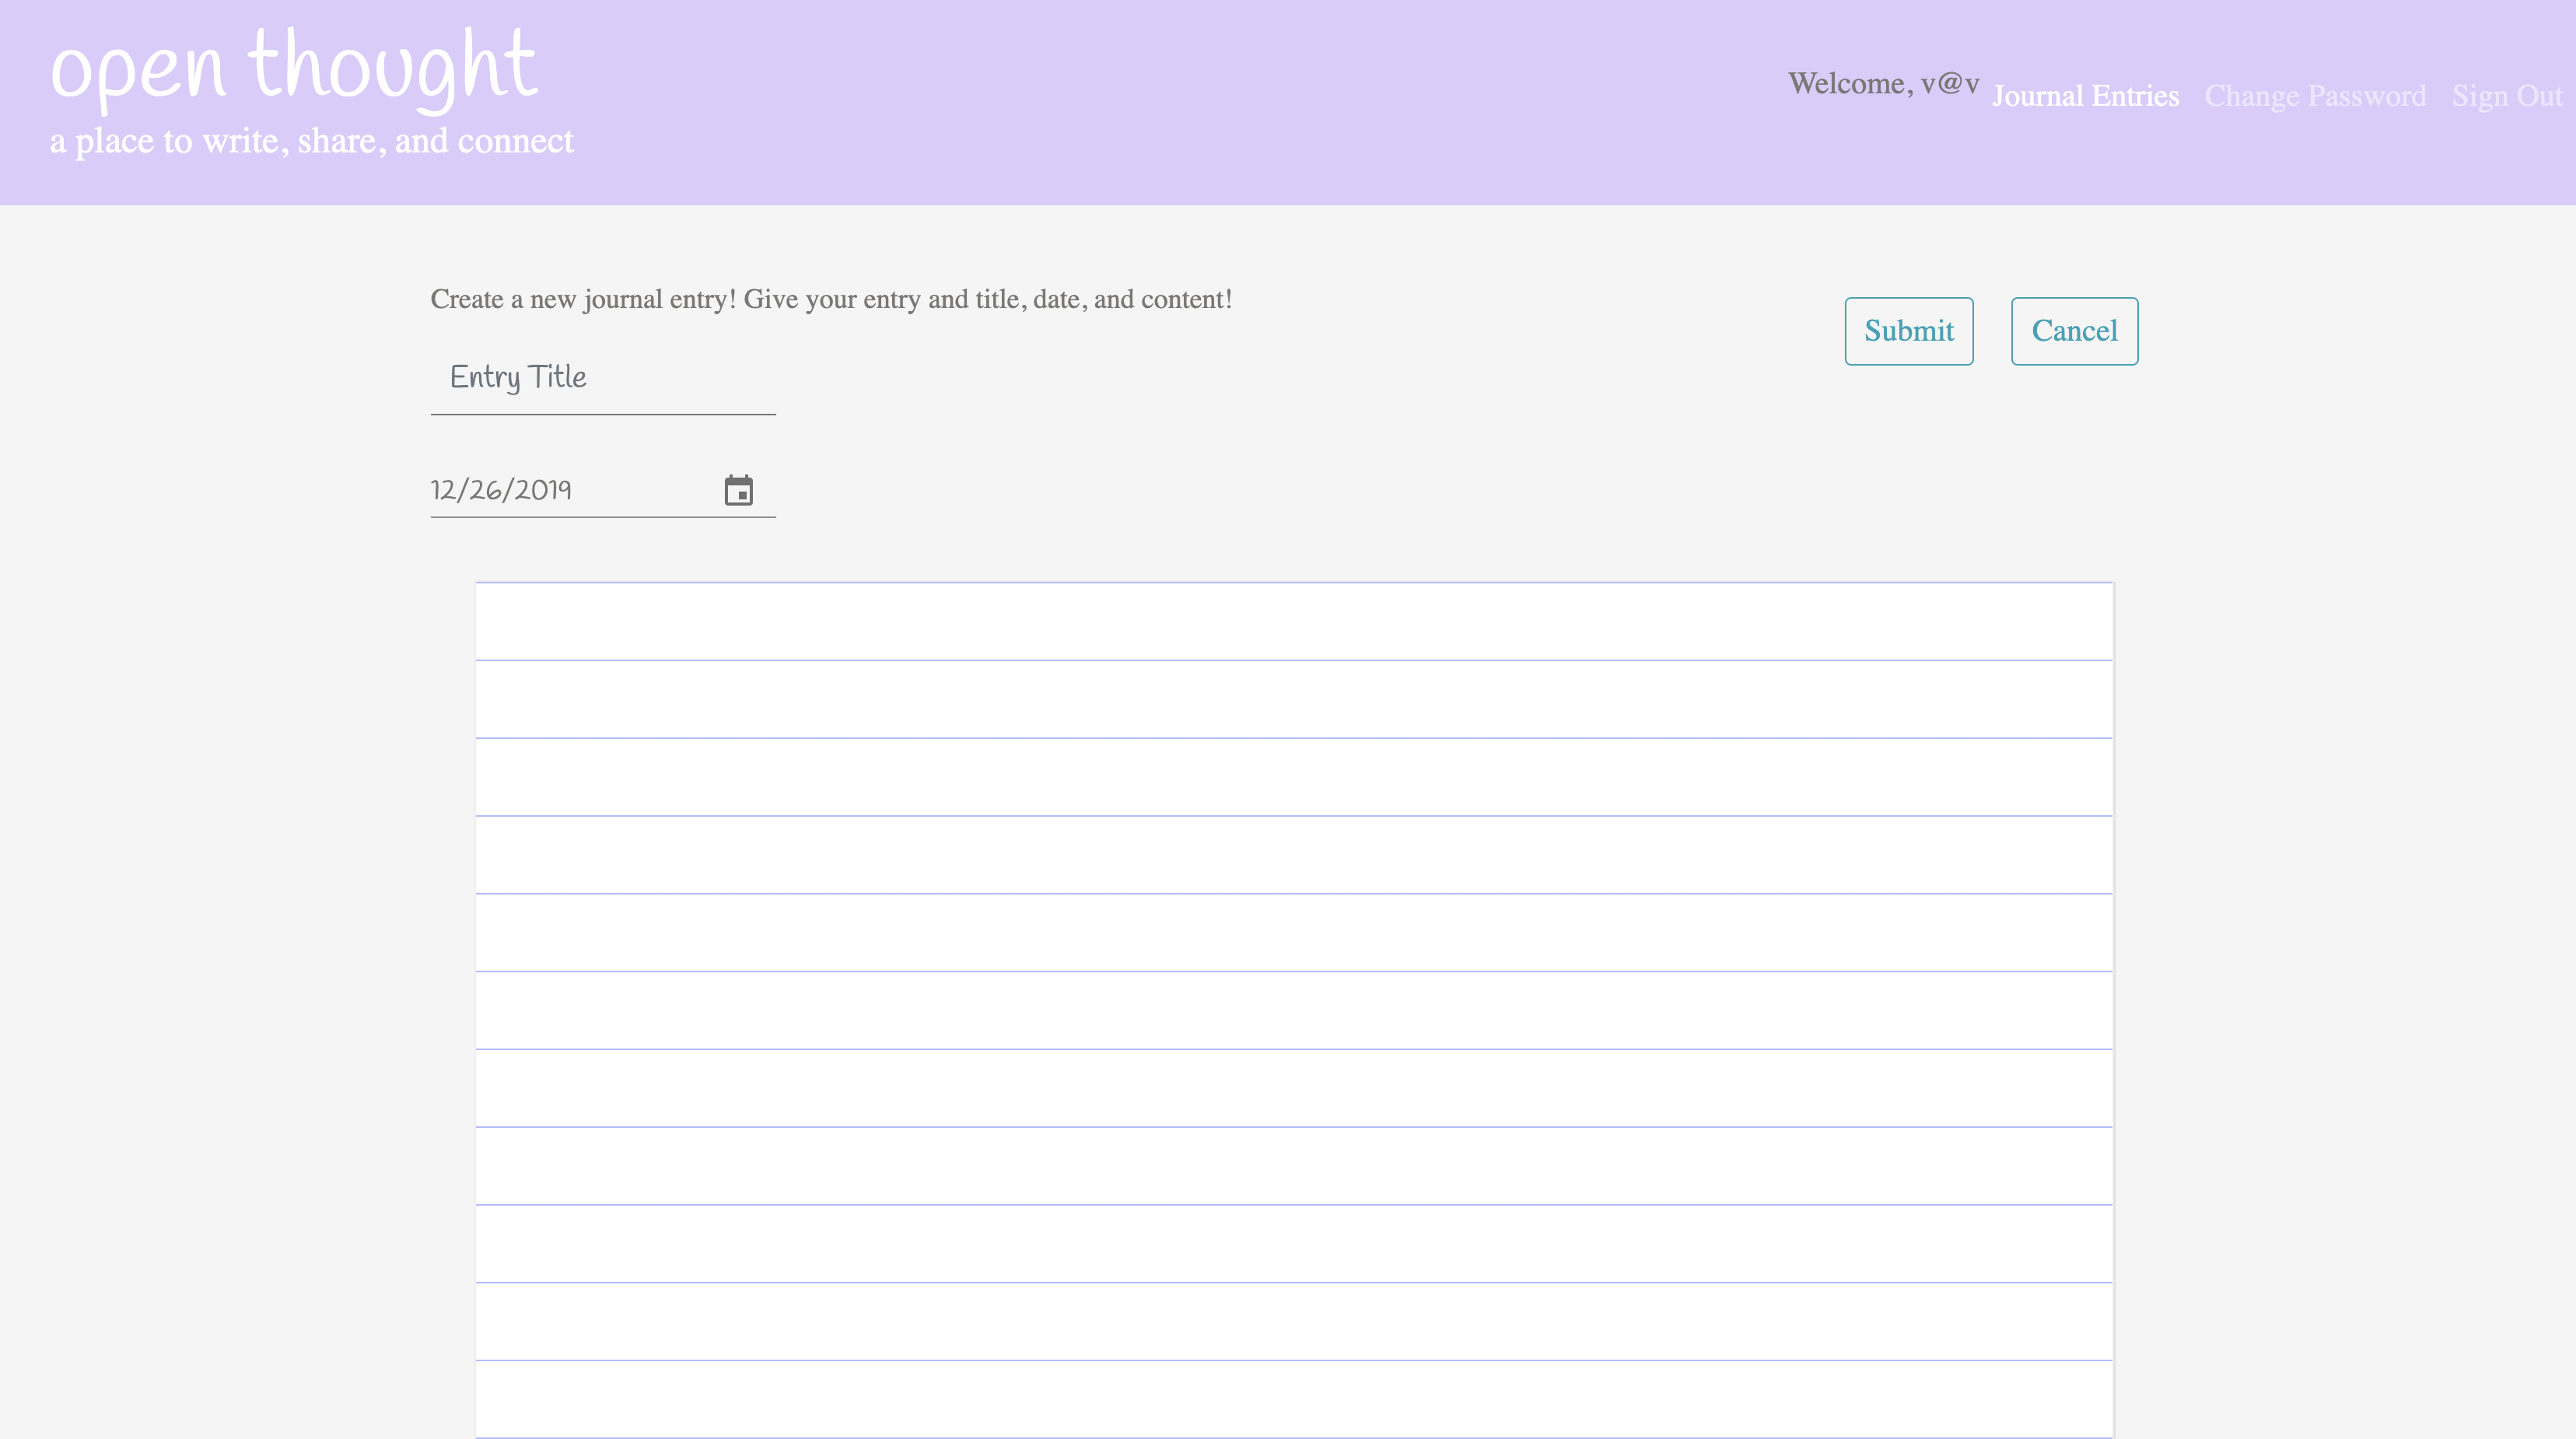 open thought
a place to write, share, and connect
Welcome, v@v Journal Entries Change Password Sign Out
Create a new journal entry! Give your entry and title, date, and content!
Submit Cancel
Entry Title
12/26/2019